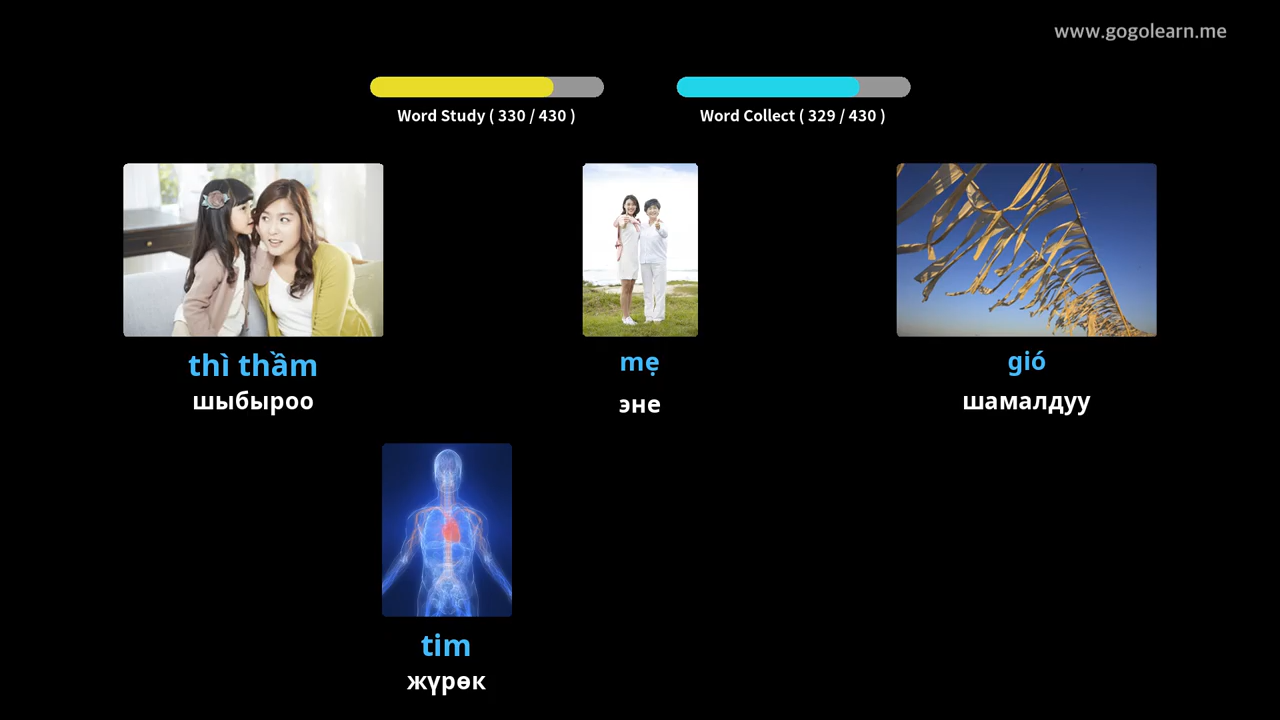 www.gogolearn.me
Word Study ( 330 / 430 )
Word Collect ( 329 / 430 )
thì thầm
шыбыроо
mẹ
эне
gió
шамалдуу
tim
жүрөк